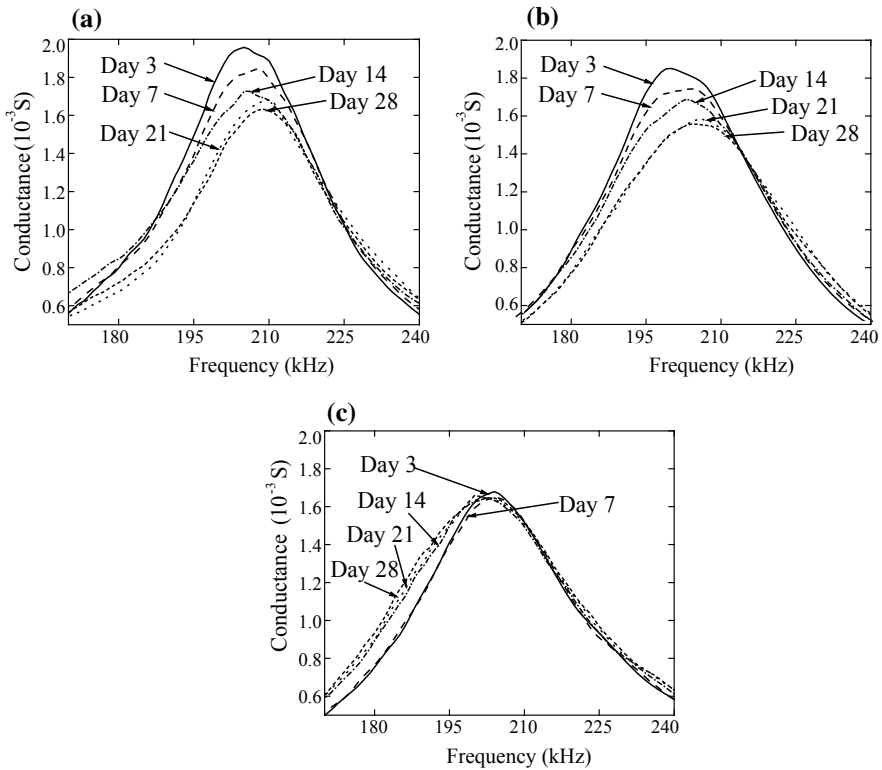 (a)
Conductance (10⁻³ S)
2.0
1.8
1.6
1.4
1.2
1.0
0.8
0.6
Day 3
Day 7
Day 21
Day 14
Day 28
180 195 210 225 240
Frequency (kHz)
(b)
Conductance (10⁻³ S)
2.0
1.8
1.6
1.4
1.2
1.0
0.8
0.6
Day 3
Day 7
Day 14
Day 21
Day 28
180 195 210 225 240
Frequency (kHz)
(c)
Conductance (10⁻³ S)
2.0
1.8
1.6
1.4
1.2
1.0
0.8
0.6
Day 3
Day 14
Day 7
Day 21
Day 28
180 195 210 225 240
Frequency (kHz)